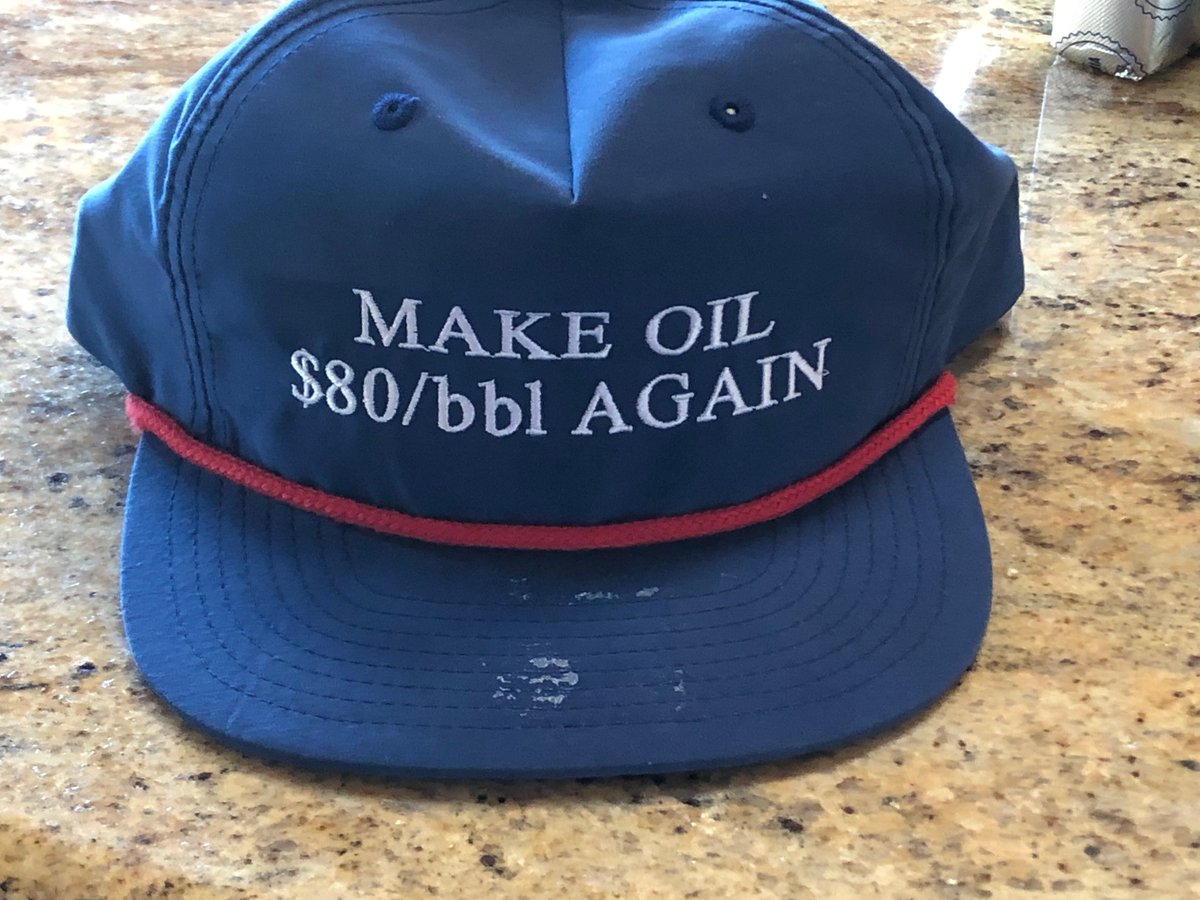 MAKE OIL
$80/bbl AGAIN